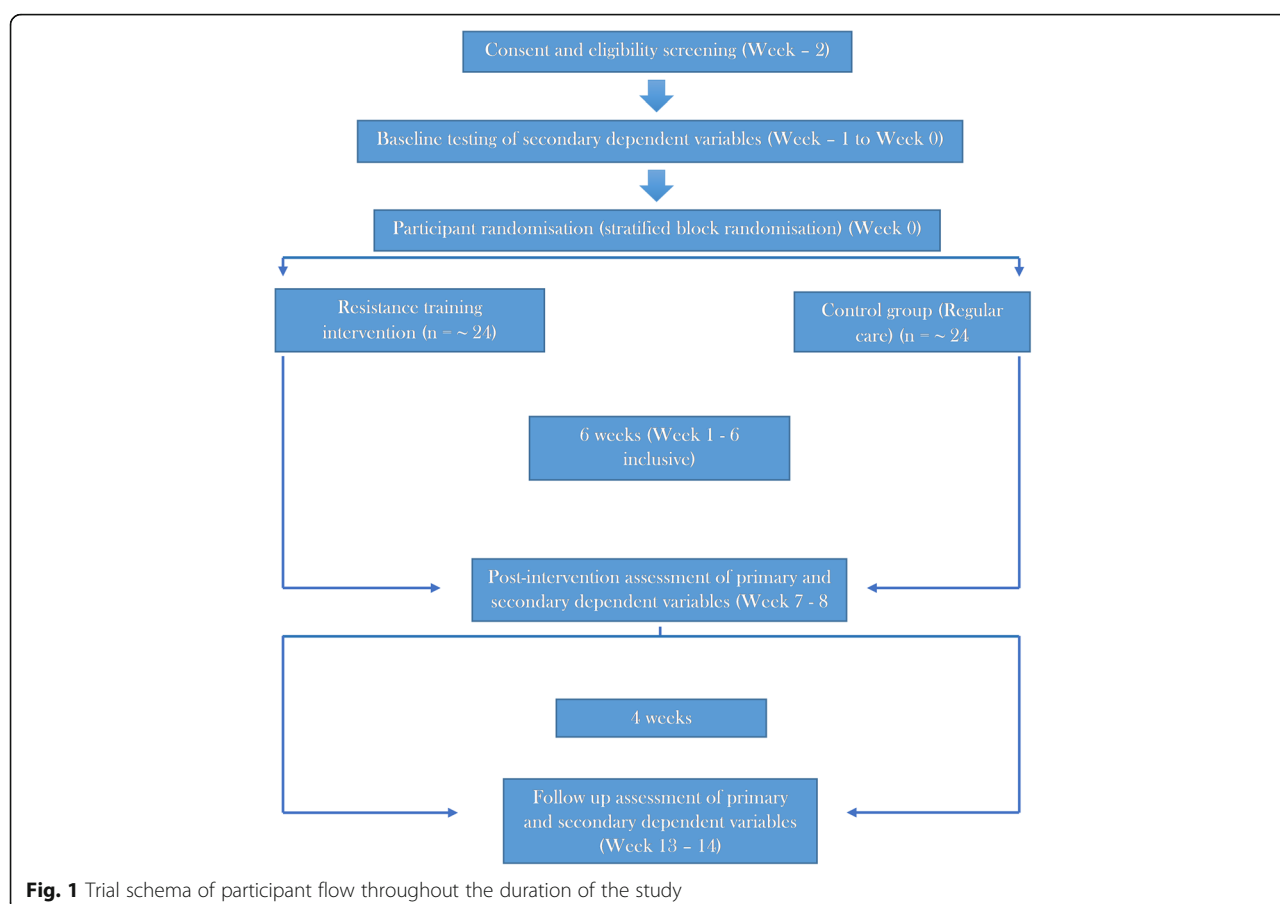 Consent and eligibility screening (Week – 2)
Baseline testing of secondary dependent variables (Week – 1 to Week 0)
Participant randomisation (stratified block randomisation) (Week 0)
Resistance training
intervention (n = ~ 24)
Control group (Regular
care) (n = ~ 24
6 weeks (Week 1 - 6
inclusive)
Post-intervention assessment of primary and
secondary dependent variables (Week 7 - 8
4 weeks
Follow up assessment of primary
and secondary dependent variables
(Week 13 – 14)
Fig. 1 Trial schema of participant flow throughout the duration of the study